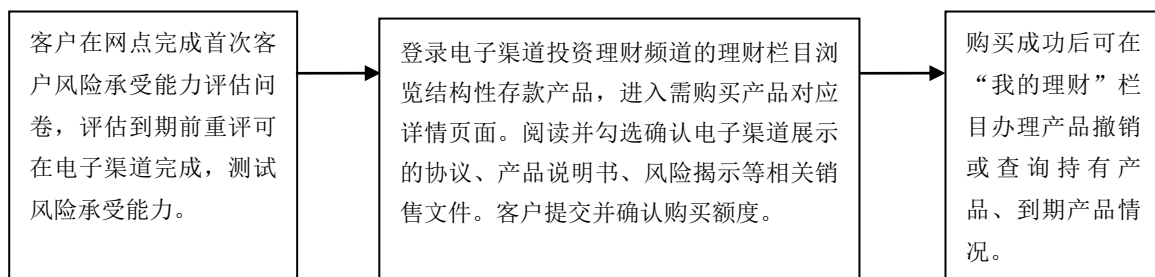 客户在网点完成首次客
户风险承受能力评估问
卷，评估到期前重评可
在电子渠道完成，测试
风险承受能力。
登录电子渠道投资理财频道的理财栏目浏
览结构性存款产品，进入需购买产品对应
详情页面。阅读并勾选确认电子渠道展示
的协议、产品说明书、风险揭示等相关销
售文件。客户提交并确认购买额度。
购买成功后可在
“我的理财”栏
目办理产品撤销
或查询持有产
品、到期产品情
况。